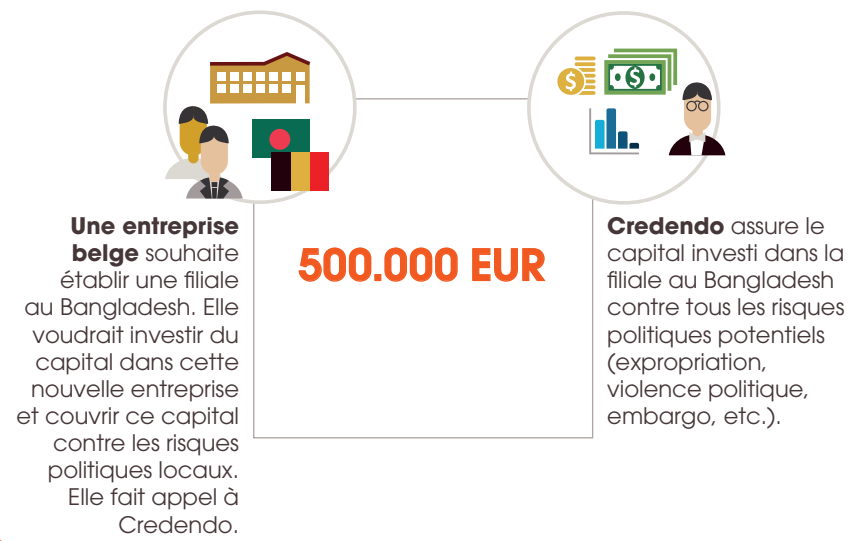 Une entreprise
belge souhaite
établir une filiale
au Bangladesh. Elle
voudrait investir du
capital dans cette
nouvelle entreprise
et couvrir ce capital
contre les risques
politiques locaux.
Elle fait appel à
Credendo.
500.000 EUR
Credendo assure le
capital investi dans la
filiale au Bangladesh
contre tous les risques
politiques potentiels
(expropriation,
violence politique,
embargo, etc.).